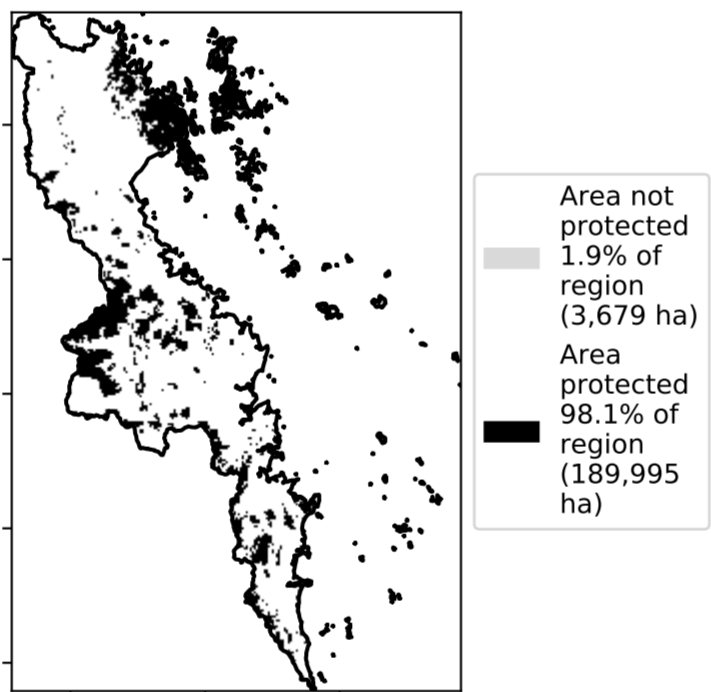 Area not
protected
1.9% of
region
(3,679 ha)
Area
protected
98.1% of
region
(189,995
ha)